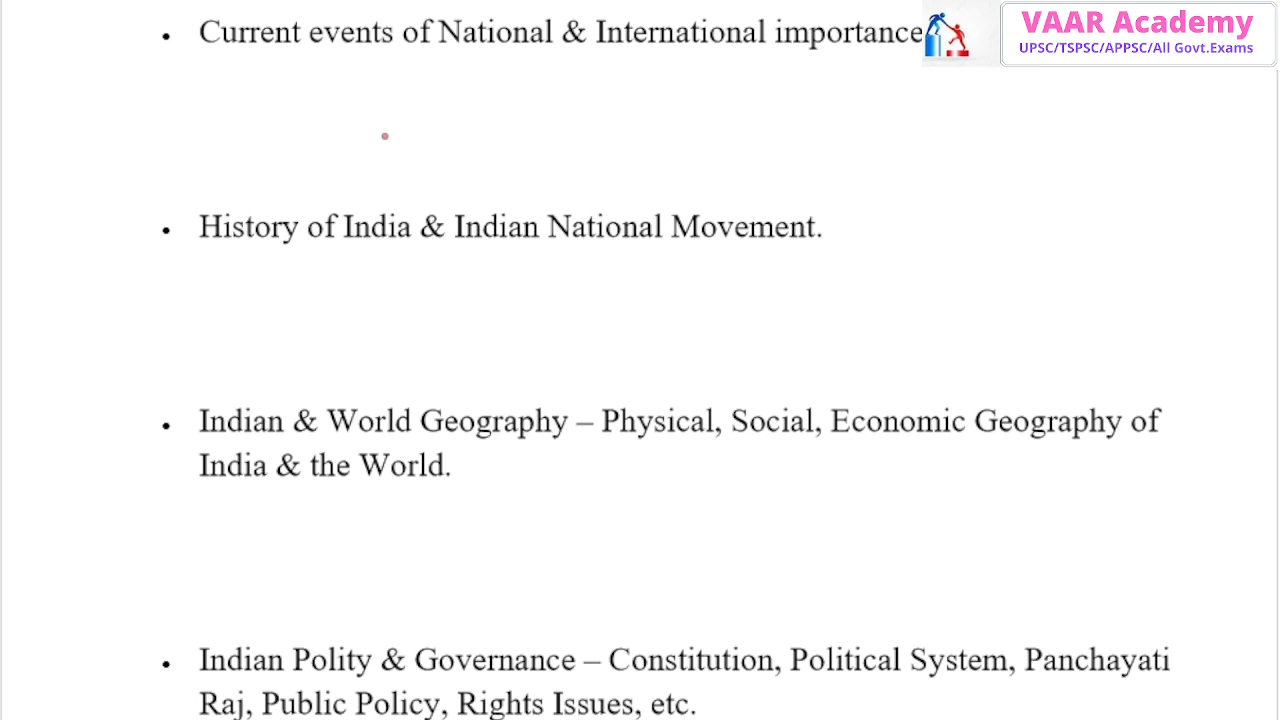 Current events of National & International importance
VAAR Academy
UPSC/TSPSC/APPSC/All Govt.Exams
• History of India & Indian National Movement.
• Indian & World Geography – Physical, Social, Economic Geography of
India & the World.
• Indian Polity & Governance – Constitution, Political System, Panchayati
Raj, Public Policy, Rights Issues, etc.